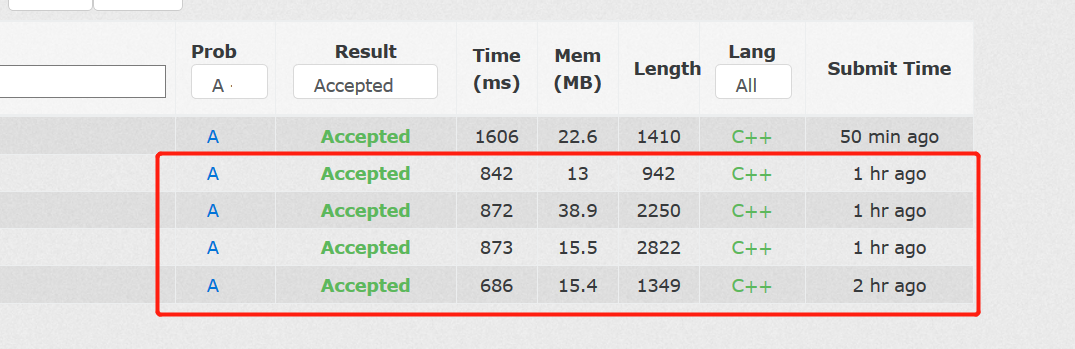 Prob Result Time (ms) Mem (MB) Length Lang Submit Time
A Accepted All
A Accepted 1606 22.6 1410 C++ 50 min ago
A Accepted 842 13 942 C++ 1 hr ago
A Accepted 872 38.9 2250 C++ 1 hr ago
A Accepted 873 15.5 2822 C++ 1 hr ago
A Accepted 686 15.4 1349 C++ 2 hr ago